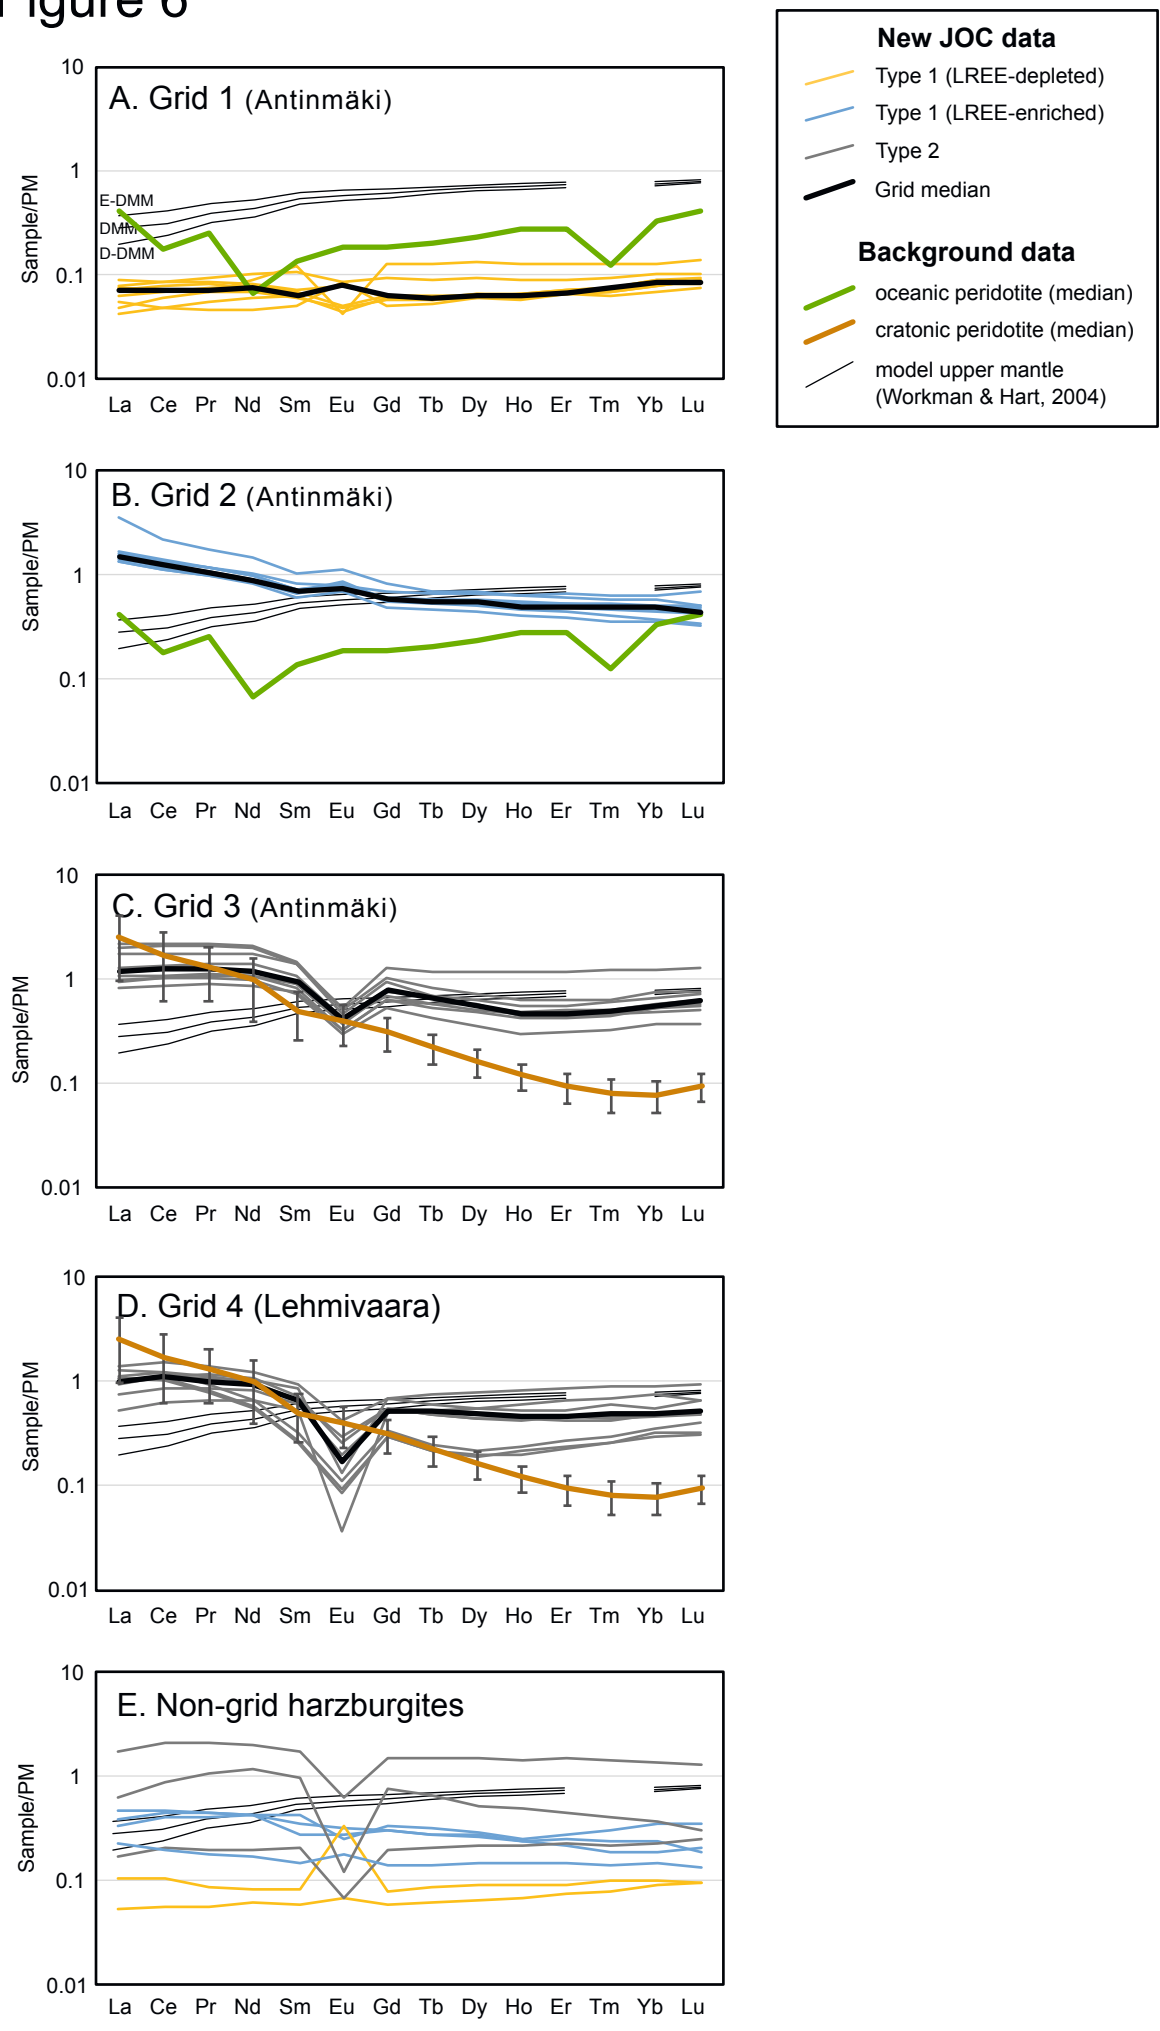 Figure 6
New JOC data
Type 1 (LREE-depleted)
Type 1 (LREE-enriched)
Type 2
Grid median
Background data
oceanic peridotite (median)
cratonic peridotite (median)
model upper mantle
(Workman & Hart, 2004)
A. Grid 1 (Antinmäki)
Sample/PM
10
1
0.1
0.01
E-DMM
DMM
D-DMM
La Ce Pr Nd Sm Eu Gd Tb Dy Ho Er Tm Yb Lu
B. Grid 2 (Antinmäki)
Sample/PM
10
1
0.1
0.01
La Ce Pr Nd Sm Eu Gd Tb Dy Ho Er Tm Yb Lu
C. Grid 3 (Antinmäki)
Sample/PM
10
1
0.1
0.01
La Ce Pr Nd Sm Eu Gd Tb Dy Ho Er Tm Yb Lu
D. Grid 4 (Lehmivaara)
Sample/PM
10
1
0.1
0.01
La Ce Pr Nd Sm Eu Gd Tb Dy Ho Er Tm Yb Lu
E. Non-grid harzburgites
Sample/PM
10
1
0.1
0.01
La Ce Pr Nd Sm Eu Gd Tb Dy Ho Er Tm Yb Lu